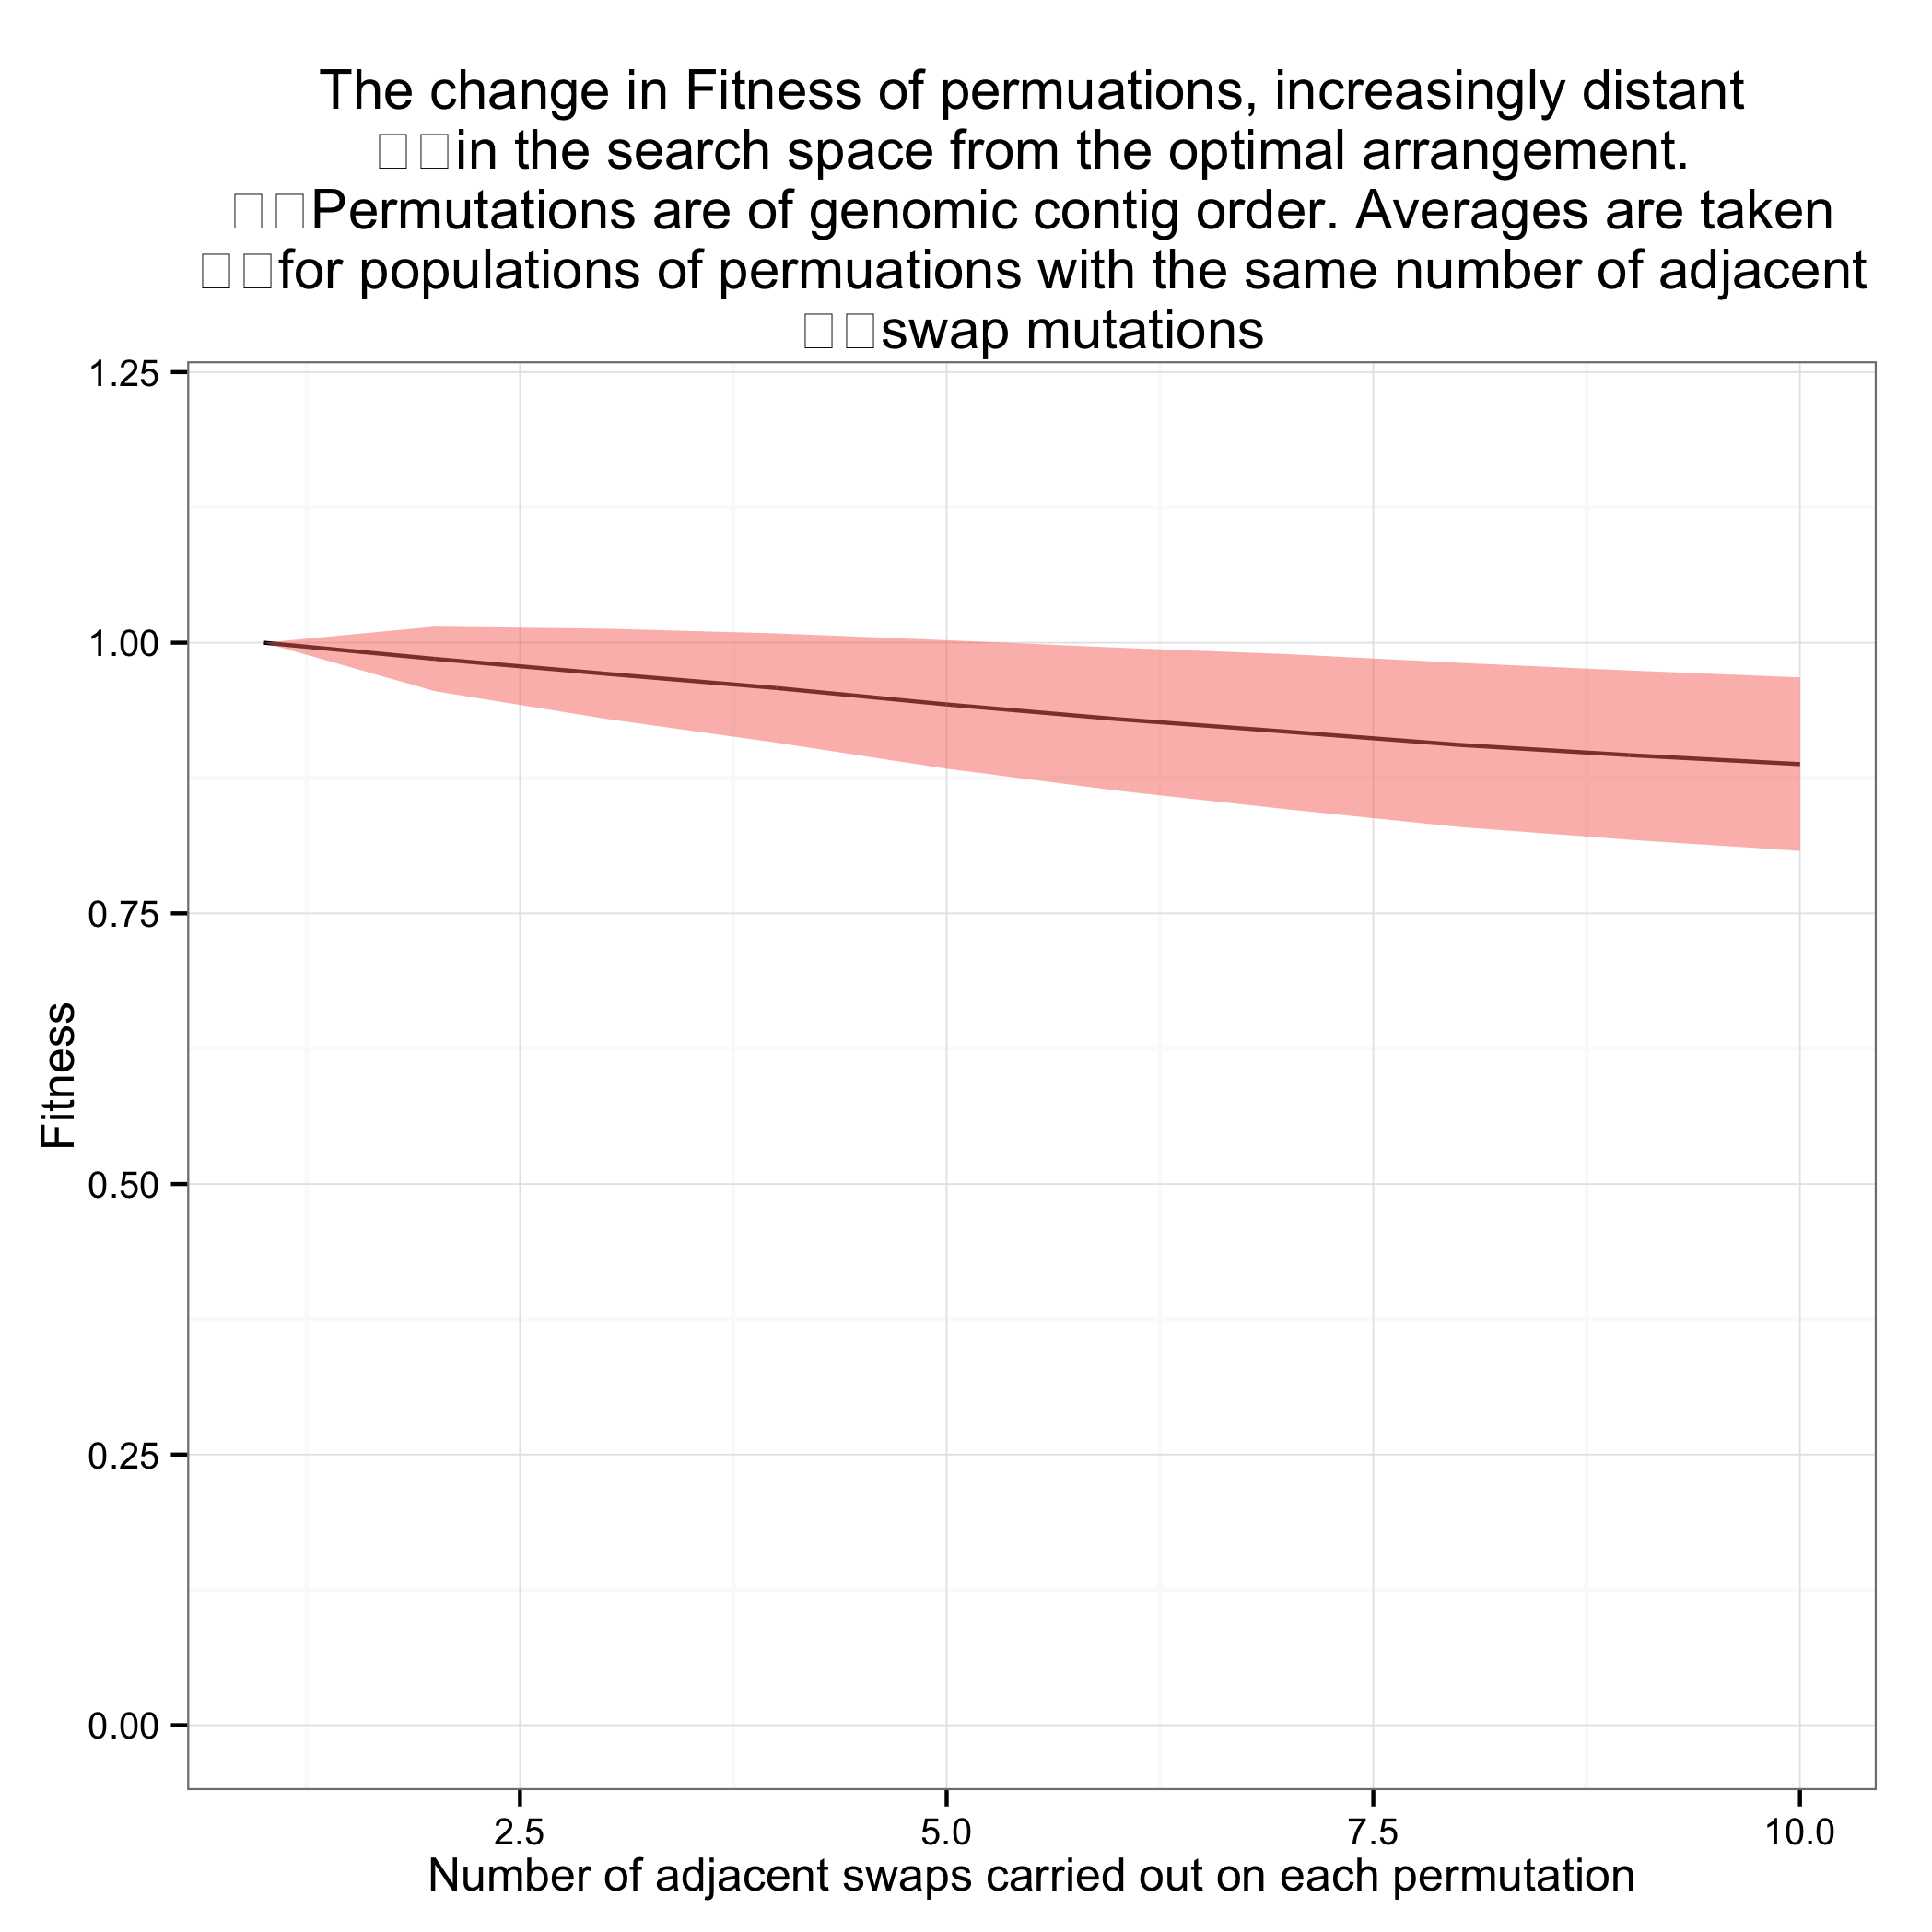 The change in Fitness of permuations, increasingly distant
□□in the search space from the optimal arrangement.
□□Permutations are of genomic contig order. Averages are taken
□□for populations of permuations with the same number of adjacent
□□swap mutations
1.25
1.00
0.75
0.50
0.25
0.00
Fitness
2.5 5.0 7.5 10.0
Number of adjacent swaps carried out on each permutation